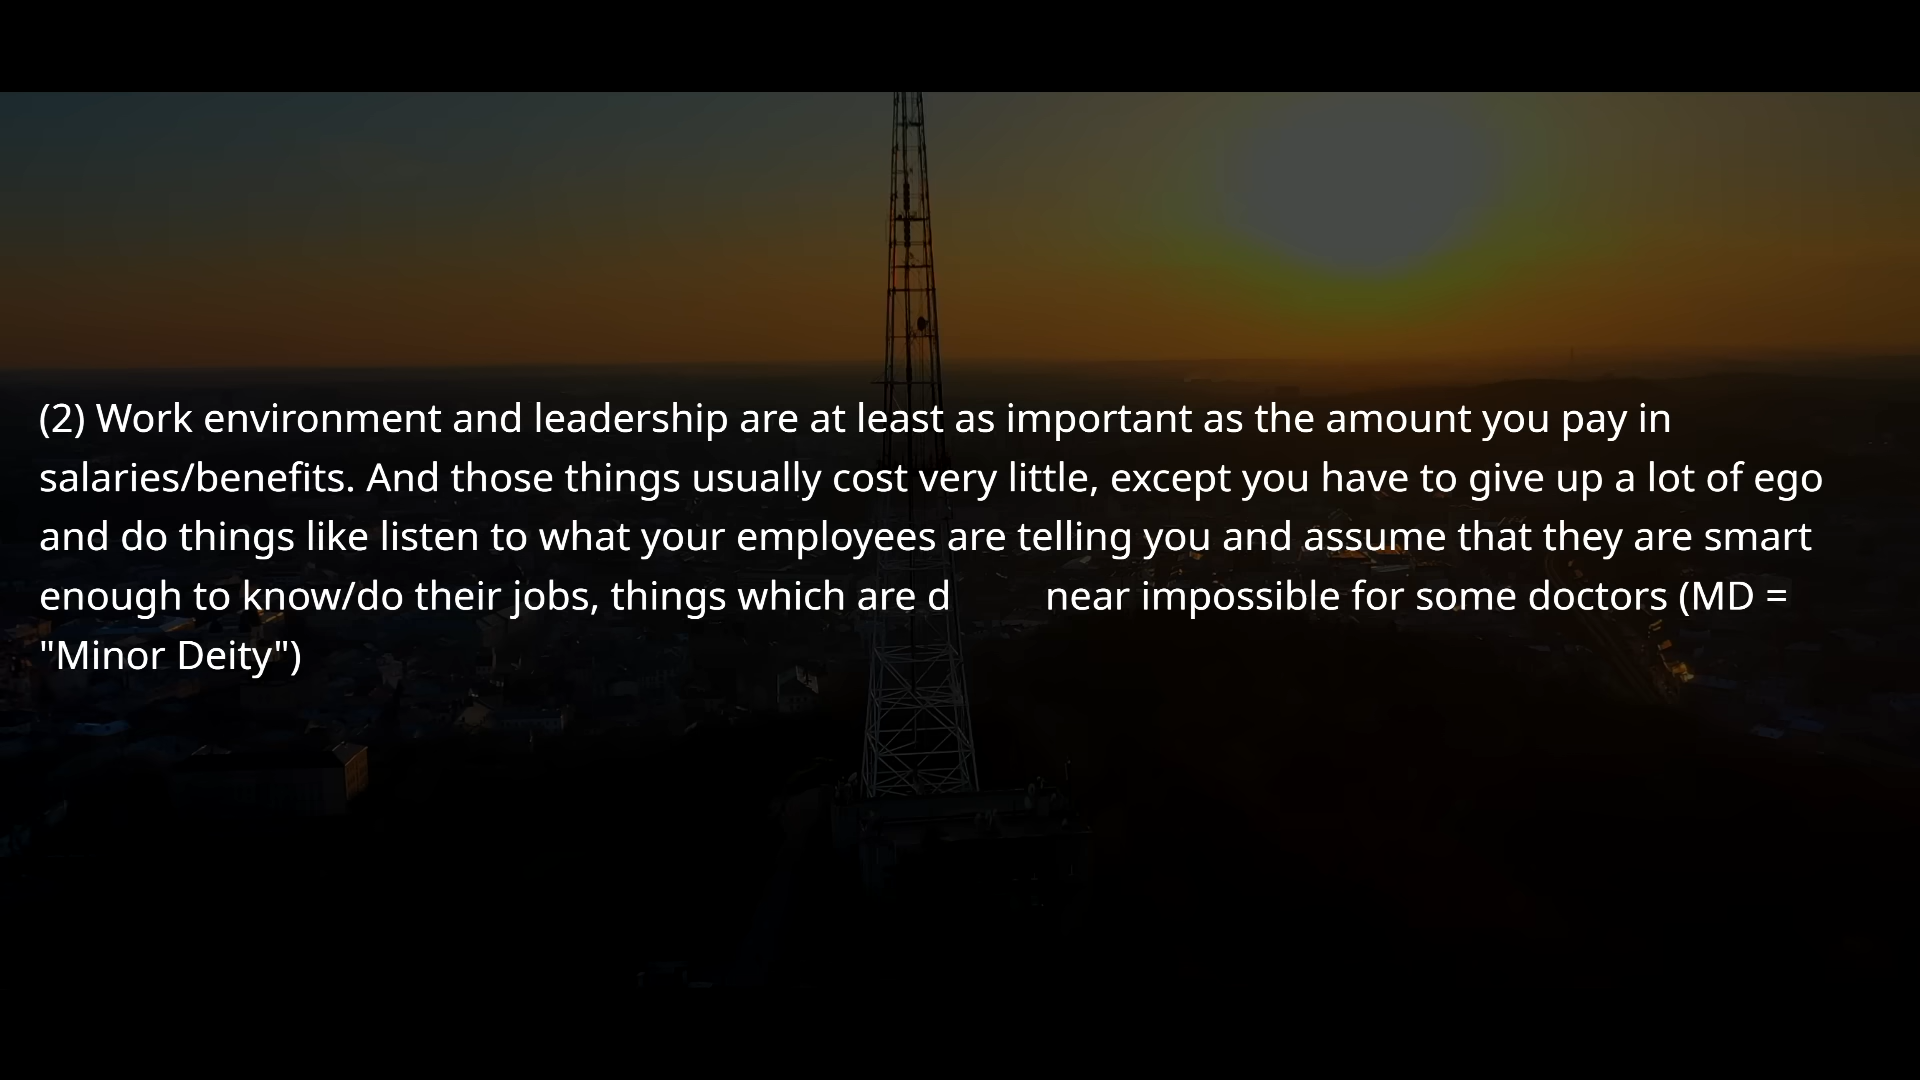 (2) Work environment and leadership are at least as important as the amount you pay in
salaries/benefits. And those things usually cost very little, except you have to give up a lot of ego
and do things like listen to what your employees are telling you and assume that they are smart
enough to know/do their jobs, things which are d near impossible for some doctors (MD =
"Minor Deity")